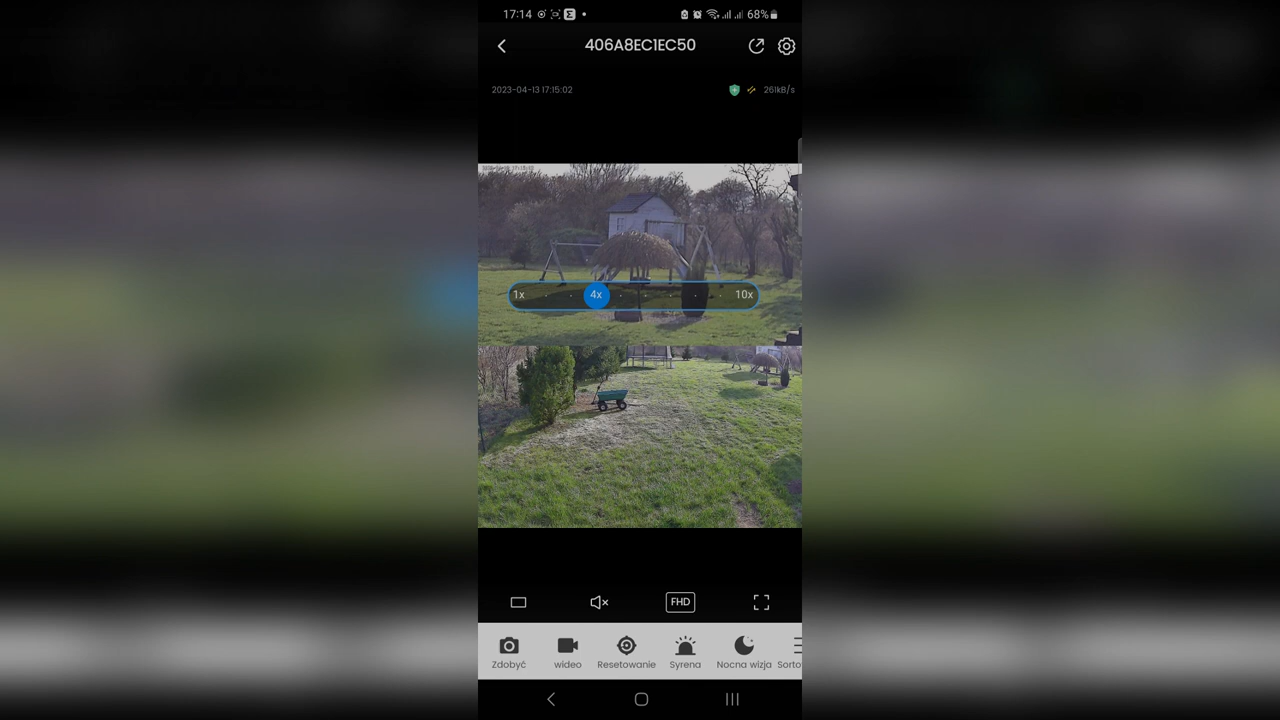 17:14
68%
406A8EC1EC50
2023-04-13 17:15:02
261kB/s
1x
4x
10x
FHD
Zdobyć
wideo
Resetowanie
Syrena
Nocna wizja
Sorto